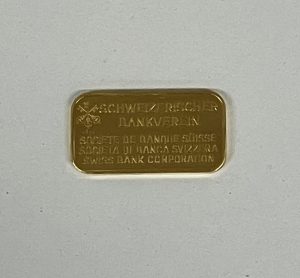 SCHWEIZERISCHER
BANKVEREIN
SOCIETE DE BANQUE SUISSE
SOCIETA DI BANCA SVIZZERA
SWISS BANK CORPORATION